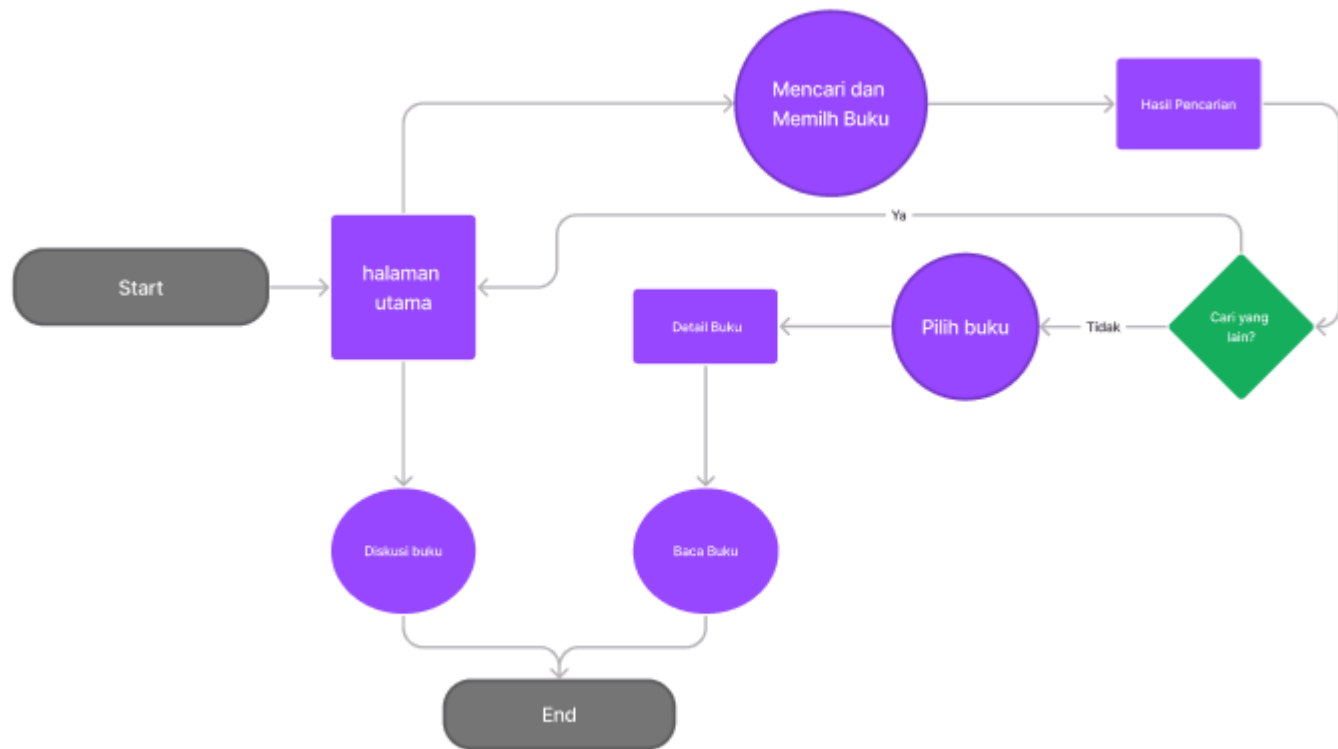 Mencari dan
Memilh Buku
Hasil Pencarian
Ya
halaman
utama
Start
Cari yang
lain?
Tidak
Pilih buku
Detail Buku
Diskusi buku
Baca Buku
End